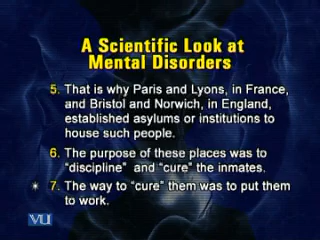 A Scientific Look at
Mental Disorders
5. That is why Paris and Lyons, in France,
and Bristol and Norwich, in England,
established asylums or institutions to
house such people.
6. The purpose of these places was to
“discipline” and “cure” the inmates.
✶ 7. The way to “cure” them was to put them
to work.
VU